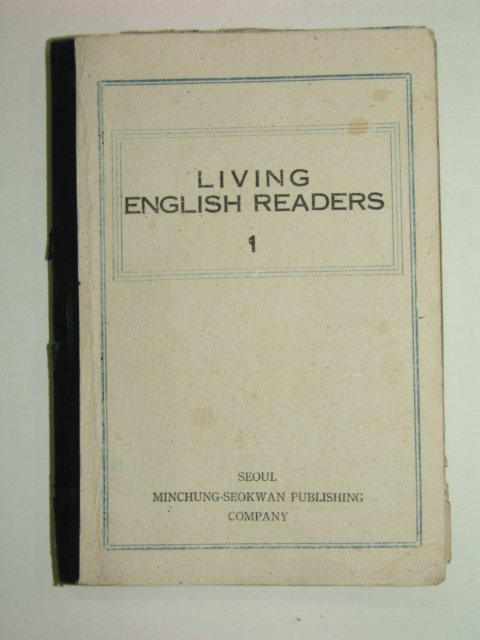 LIVING
ENGLISH READERS
1
SEOUL
MINCHUNG-SEOKWAN PUBLISHING
COMPANY